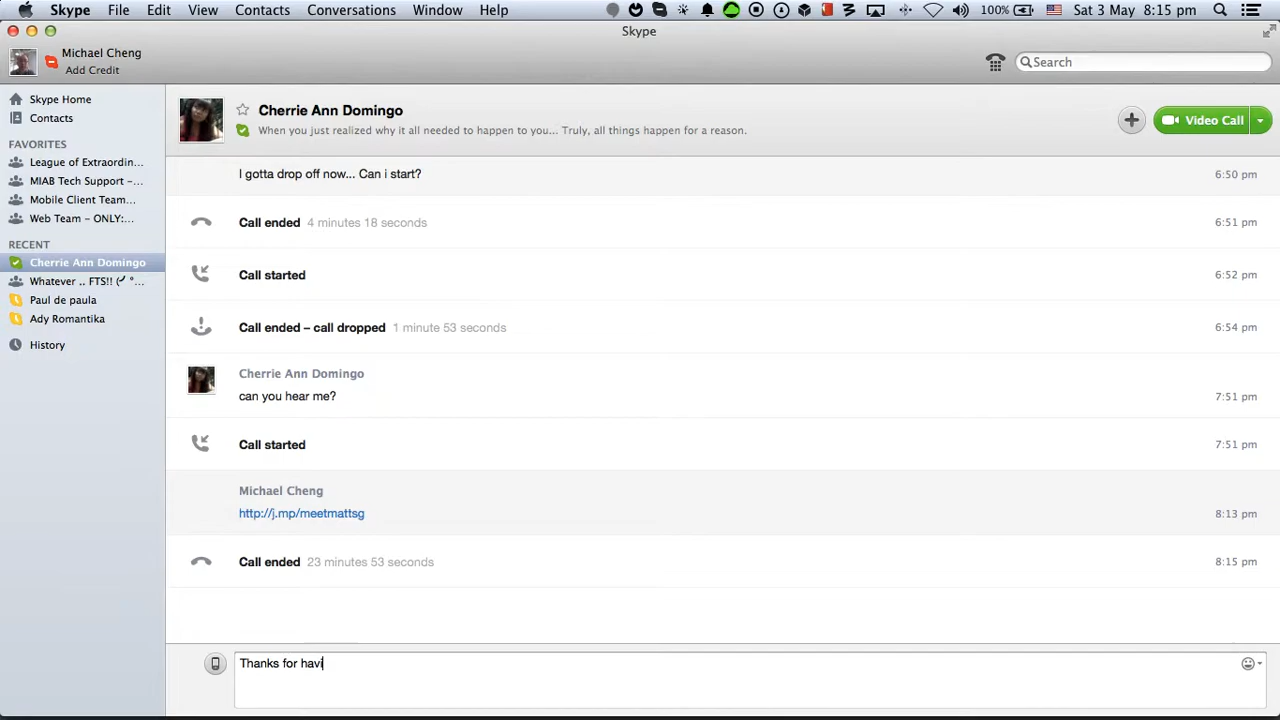 Skype File Edit View Contacts Conversations Window Help 100% Sat 3 May 8:15 pm
Skype
Michael Cheng
Add Credit
Search
Skype Home
Contacts
FAVORITES
League of Extraordin...
MIAB Tech Support –...
Mobile Client Team...
Web Team – ONLY:...
RECENT
Cherrie Ann Domingo
Whatever .. FTS!! (╯°...
Paul de paula
Ady Romantika
History
Cherrie Ann Domingo
When you just realized why it all needed to happen to you... Truly, all things happen for a reason.
Video Call
I gotta drop off now... Can i start? 6:50 pm
Call ended 4 minutes 18 seconds 6:51 pm
Call started 6:52 pm
Call ended – call dropped 1 minute 53 seconds 6:54 pm
Cherrie Ann Domingo
can you hear me? 7:51 pm
Call started 7:51 pm
Michael Cheng
http://j.mp/meetmattsg 8:13 pm
Call ended 23 minutes 53 seconds 8:15 pm
Thanks for havi